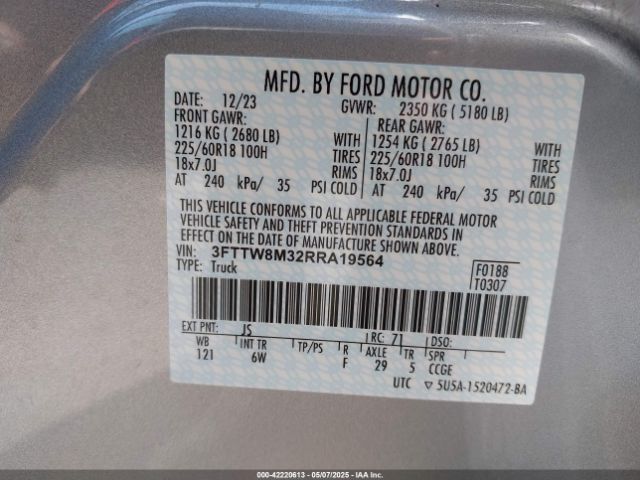 MFD. BY FORD MOTOR CO.
DATE: 12/23 GVWR: 2350 KG ( 5180 LB)
FRONT GAWR: REAR GAWR:
1216 KG ( 2680 LB) WITH 1254 KG ( 2765 LB) WITH
225/60R18 100H TIRES 225/60R18 100H TIRES
18x7.0J RIMS 18x7.0J RIMS
AT 240 kPa/ 35 PSI COLD AT 240 kPa/ 35 PSI COLD
THIS VEHICLE CONFORMS TO ALL APPLICABLE FEDERAL MOTOR
VEHICLE SAFETY AND THEFT PREVENTION STANDARDS IN
EFFECT ON THE DATE OF MANUFACTURE SHOWN ABOVE.
VIN: 3FTTW8M32RRA19564
TYPE: Truck
F0188
T0307
EXT PNT: JS RC: 71 DSO:
WB INT TR TP/PS R AXLE TR SPR
121 6W F 29 5 CCGE
UTC ▽ 5U5A-1520472-BA
000-42220613 - 05/07/2025 - IAA Inc.